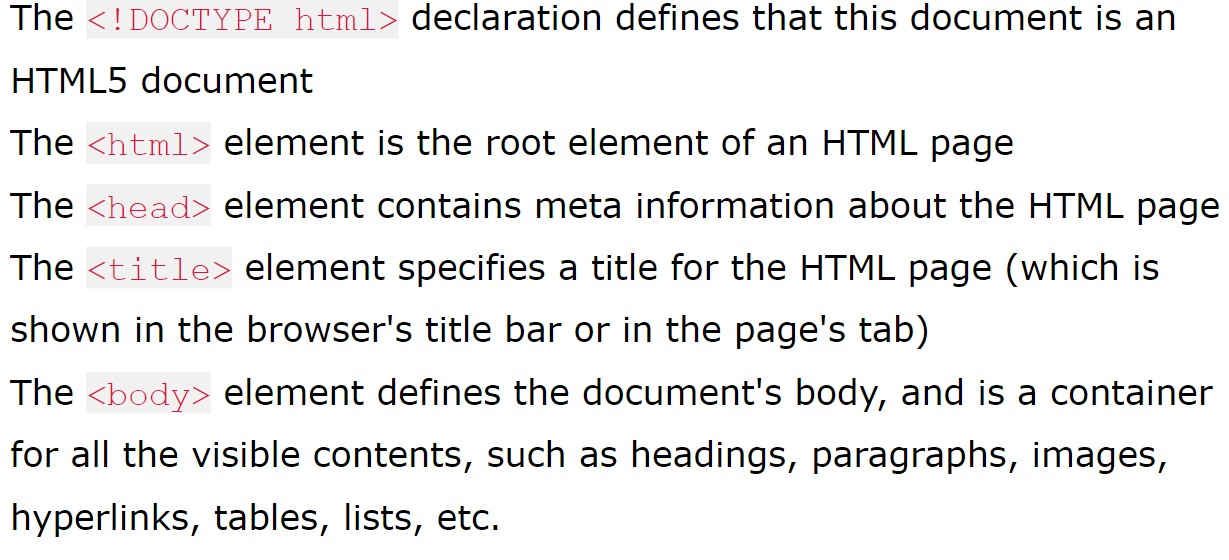 The <!DOCTYPE html> declaration defines that this document is an
HTML5 document
The <html> element is the root element of an HTML page
The <head> element contains meta information about the HTML page
The <title> element specifies a title for the HTML page (which is
shown in the browser's title bar or in the page's tab)
The <body> element defines the document's body, and is a container
for all the visible contents, such as headings, paragraphs, images,
hyperlinks, tables, lists, etc.